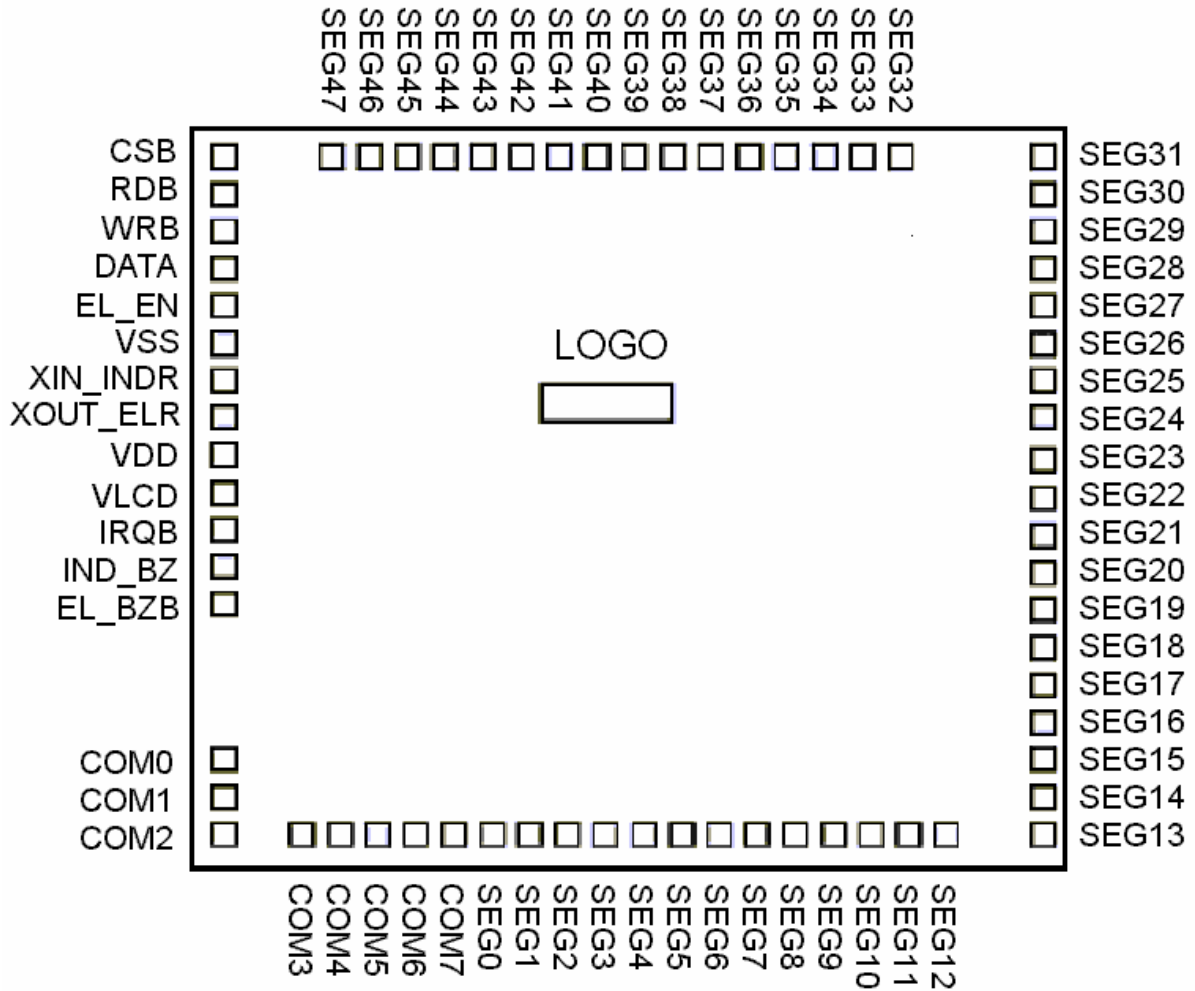 SEG47
SEG46
SEG45
SEG44
SEG43
SEG42
SEG41
SEG40
SEG39
SEG38
SEG37
SEG36
SEG35
SEG34
SEG33
SEG32
CSB
RDB
WRB
DATA
EL_EN
VSS
XIN_INDR
XOUT_ELR
VDD
VLCD
IRQB
IND_BZ
EL_BZB
COM0
COM1
COM2
LOGO
SEG31
SEG30
SEG29
SEG28
SEG27
SEG26
SEG25
SEG24
SEG23
SEG22
SEG21
SEG20
SEG19
SEG18
SEG17
SEG16
SEG15
SEG14
SEG13
COM3
COM4
COM5
COM6
COM7
SEG0
SEG1
SEG2
SEG3
SEG4
SEG5
SEG6
SEG7
SEG8
SEG9
SEG10
SEG11
SEG12